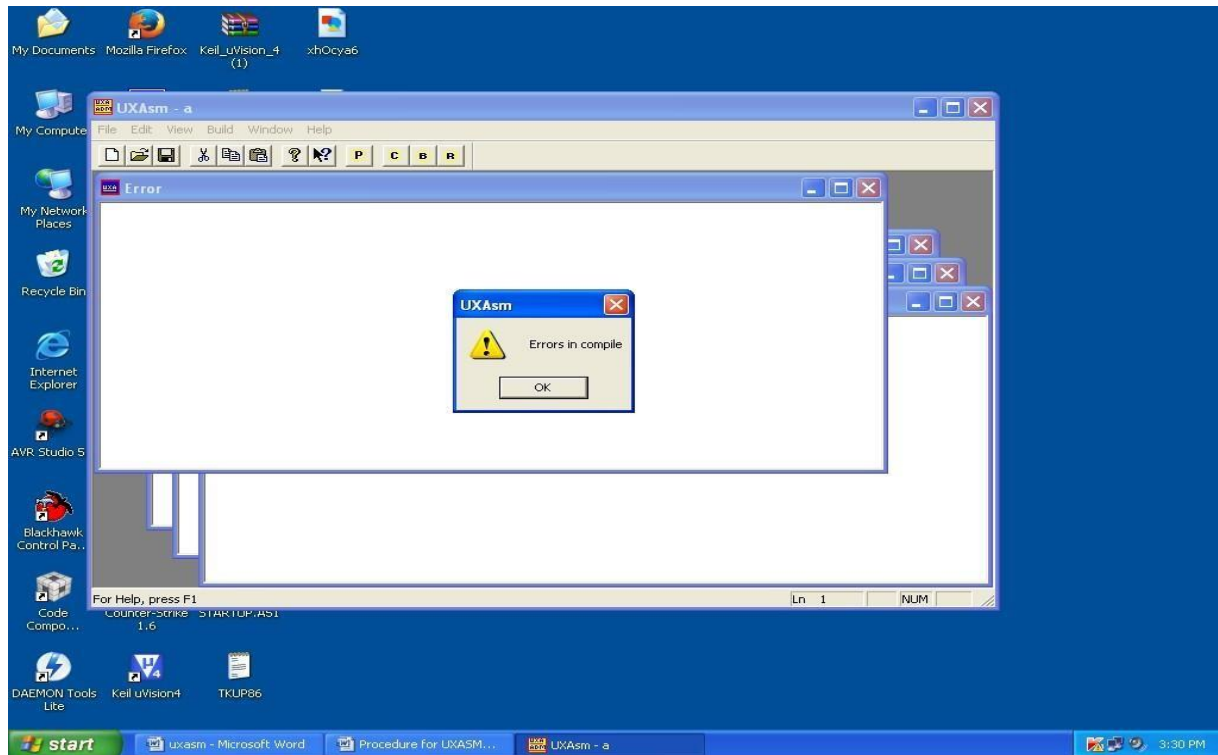 My Documents
Mozilla Firefox
Keil_uVision_4
(1)
xhOcya6
My Compute
UXAsm - a
File Edit View Build Window Help
P C B R
My Network
Places
Error
Recycle Bin
UXAsm
Errors in compile
OK
Internet
Explorer
AVR Studio 5
Blackhawk
Control Pa..
For Help, press F1
Ln 1
NUM
Code
Compo...
Counter-Strike
1.6
STARTUP.A51
DAEMON Tools
Lite
Keil uVision4
TKUP86
start
uxasm - Microsoft Word
Procedure for UXASM...
UXAsm - a
3:30 PM